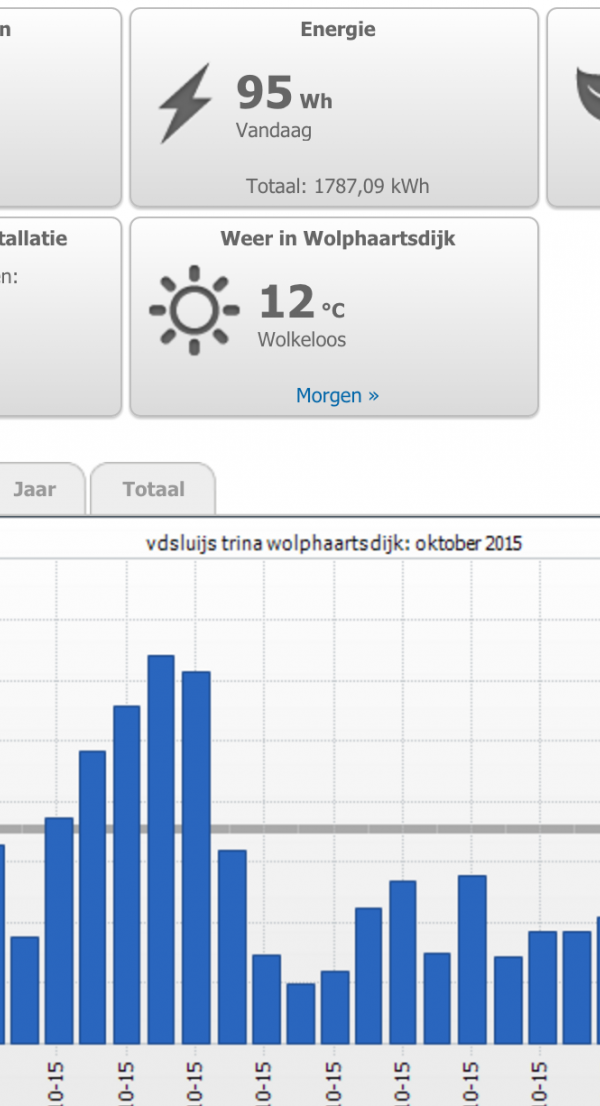 n
Energie
95 Wh
Vandaag
Totaal: 1787,09 kWh
tallatie
n:
Weer in Wolphaartsdijk
12 °C
Wolkeloos
Morgen »
Jaar
Totaal
vdsluijs trina wolphaartsdijk: oktober 2015
10-15
10-15
10-15
10-15
10-15
10-15
10-15
10-15